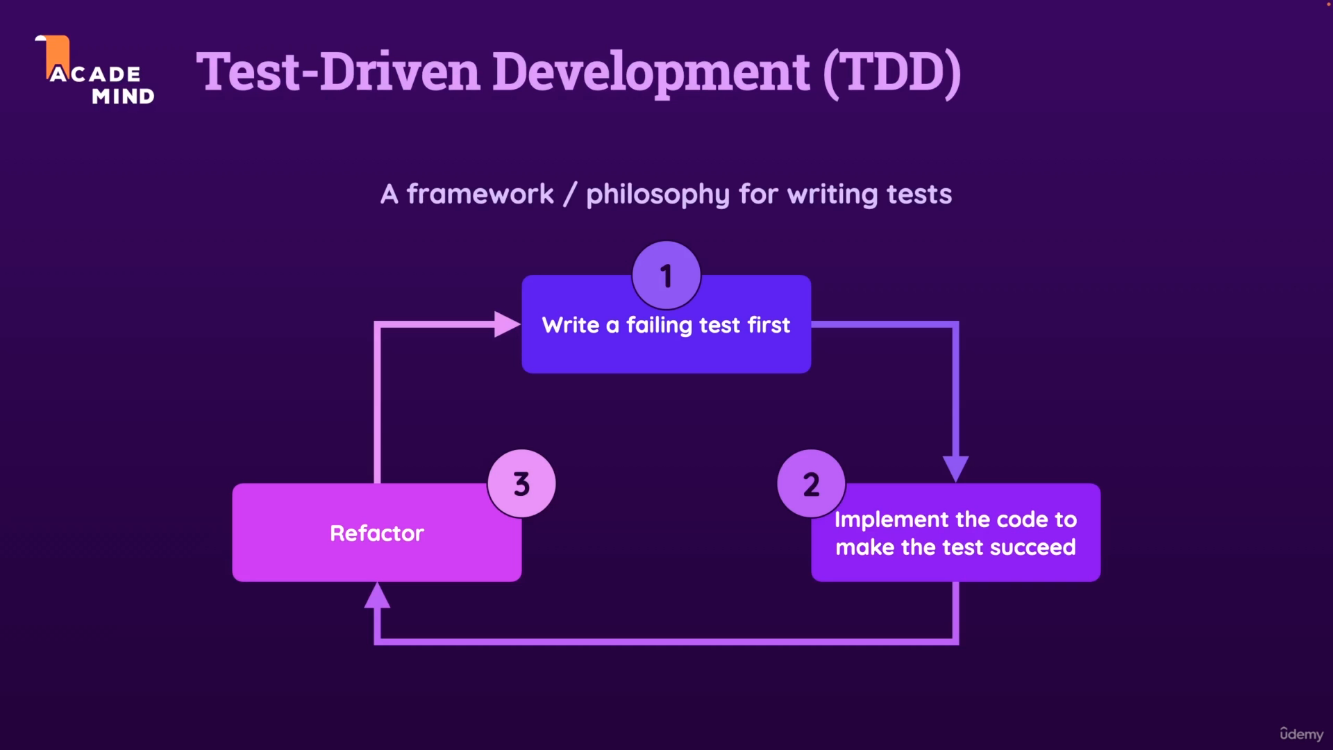 ACADE
MIND
Test-Driven Development (TDD)
A framework / philosophy for writing tests
1
Write a failing test first
3
Refactor
2
Implement the code to
make the test succeed
ûdemy